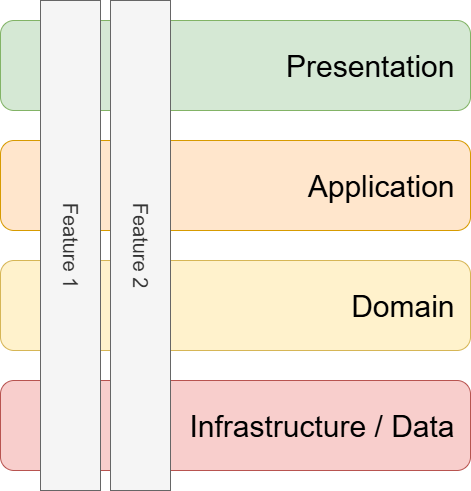 Presentation
Application
Feature 1
Feature 2
Domain
Infrastructure / Data